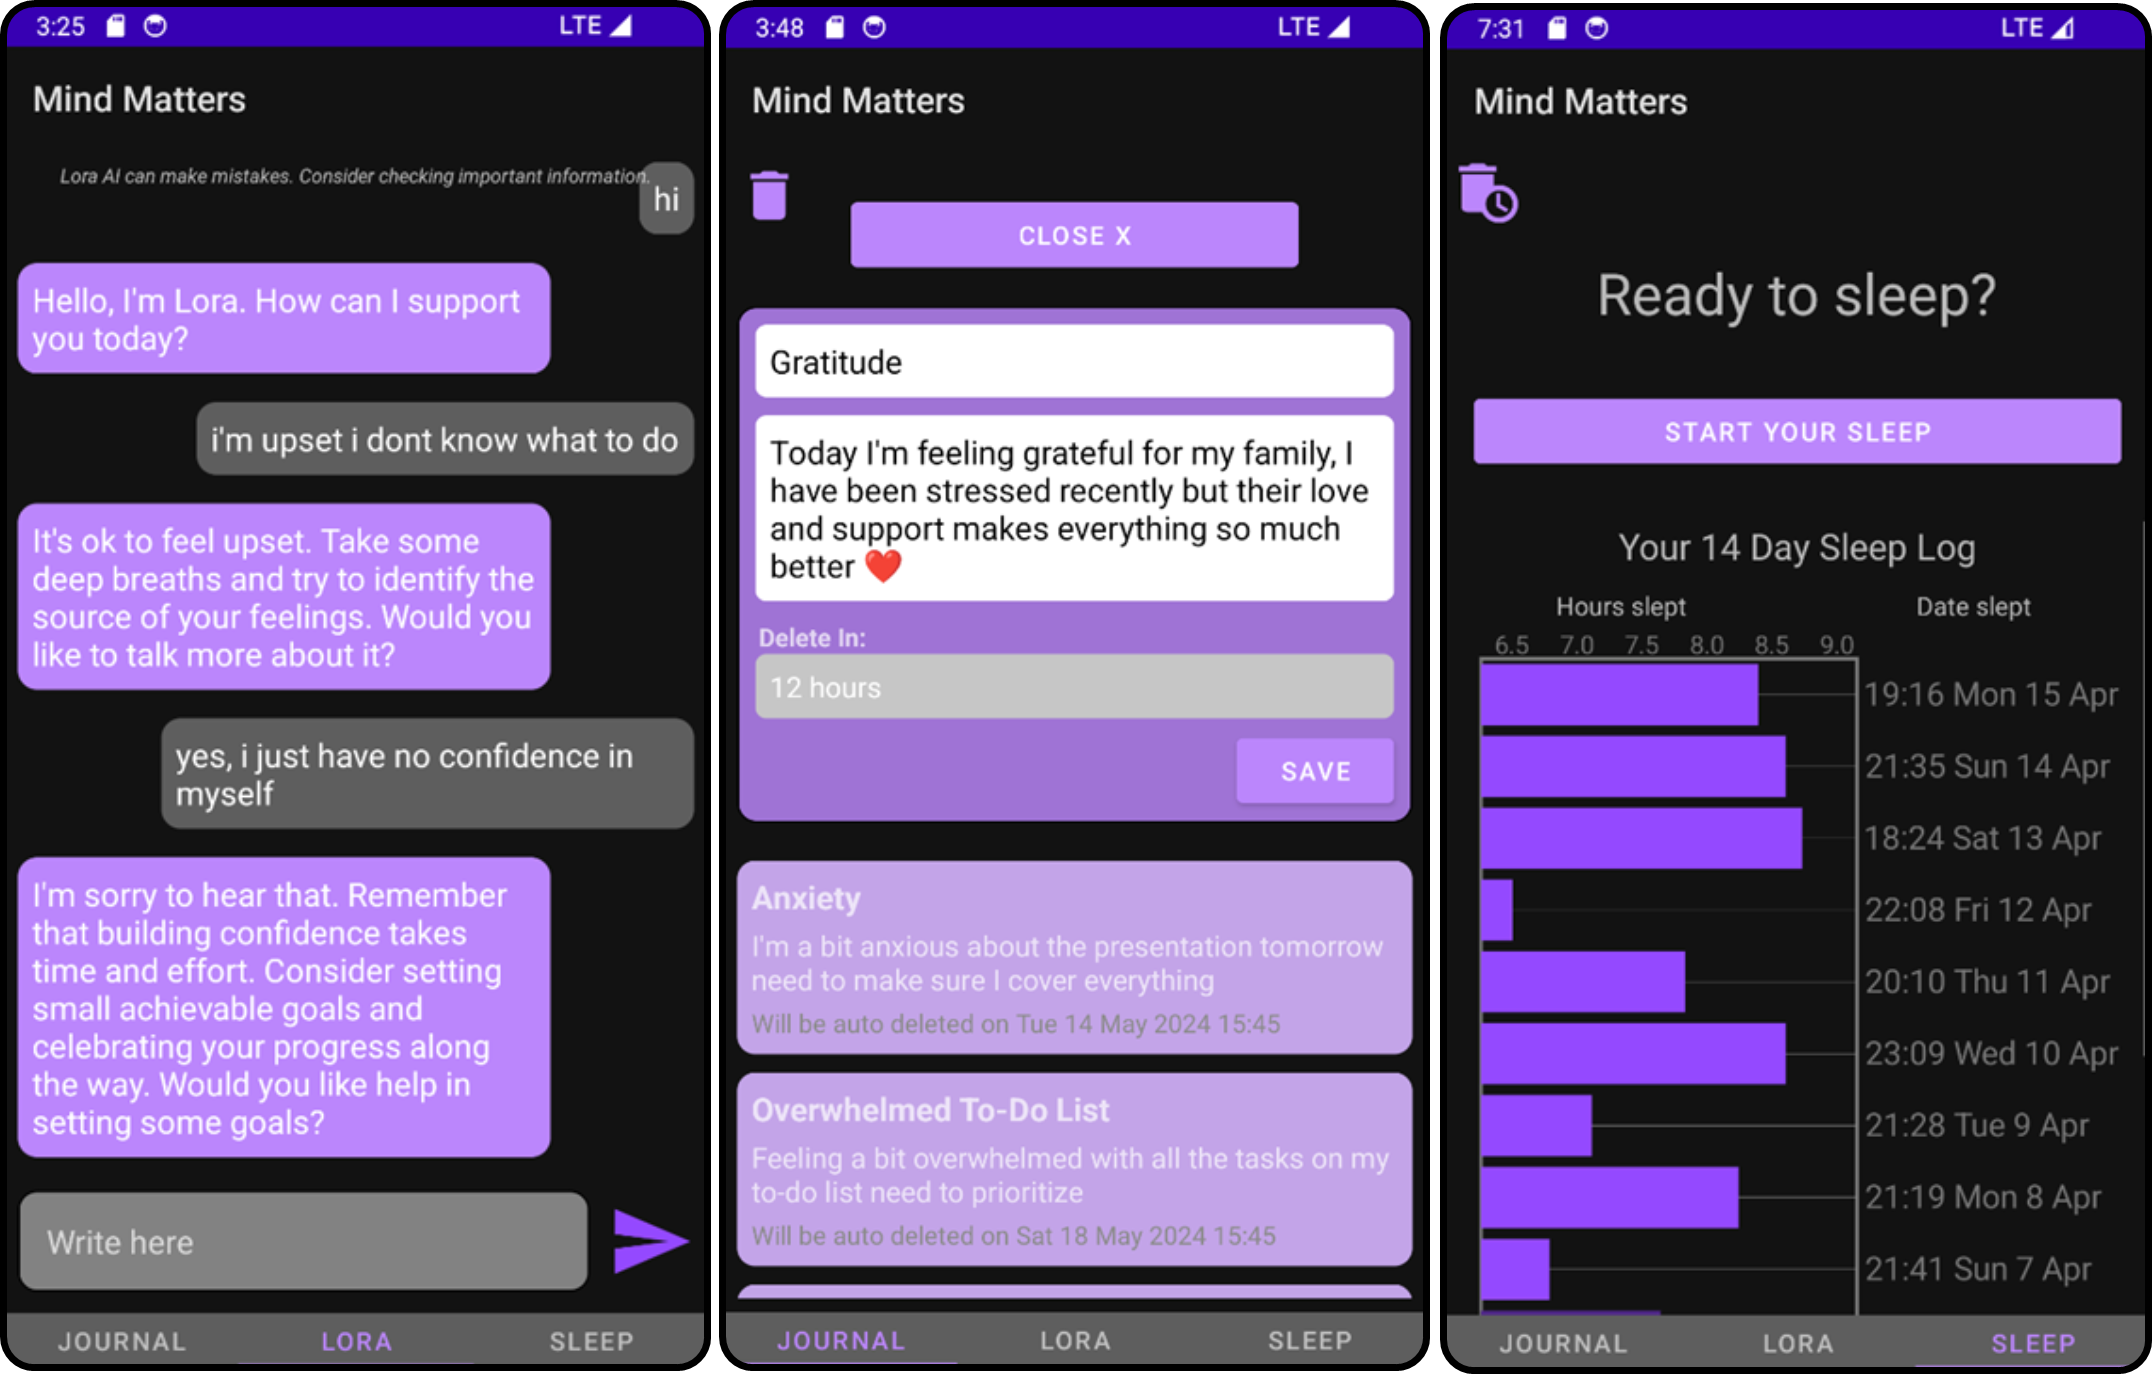 3:25
LTE
Mind Matters
Lora AI can make mistakes. Consider checking important information.
hi
Hello, I'm Lora. How can I support
you today?
i'm upset i dont know what to do
It's ok to feel upset. Take some
deep breaths and try to identify the
source of your feelings. Would you
like to talk more about it?
yes, i just have no confidence in
myself
I'm sorry to hear that. Remember
that building confidence takes
time and effort. Consider setting
small achievable goals and
celebrating your progress along
the way. Would you like help in
setting some goals?
Write here
JOURNAL LORA SLEEP
3:48
LTE
Mind Matters
CLOSE X
Gratitude
Today I'm feeling grateful for my family, I
have been stressed recently but their love
and support makes everything so much
better ❤️
Delete In:
12 hours
SAVE
Anxiety
I'm a bit anxious about the presentation tomorrow
need to make sure I cover everything
Will be auto deleted on Tue 14 May 2024 15:45
Overwhelmed To-Do List
Feeling a bit overwhelmed with all the tasks on my
to-do list need to prioritize
Will be auto deleted on Sat 18 May 2024 15:45
JOURNAL LORA SLEEP
7:31
LTE
Mind Matters
Ready to sleep?
START YOUR SLEEP
Your 14 Day Sleep Log
Hours slept Date slept
6.5 7.0 7.5 8.0 8.5 9.0
19:16 Mon 15 Apr
21:35 Sun 14 Apr
18:24 Sat 13 Apr
22:08 Fri 12 Apr
20:10 Thu 11 Apr
23:09 Wed 10 Apr
21:28 Tue 9 Apr
21:19 Mon 8 Apr
21:41 Sun 7 Apr
JOURNAL LORA SLEEP